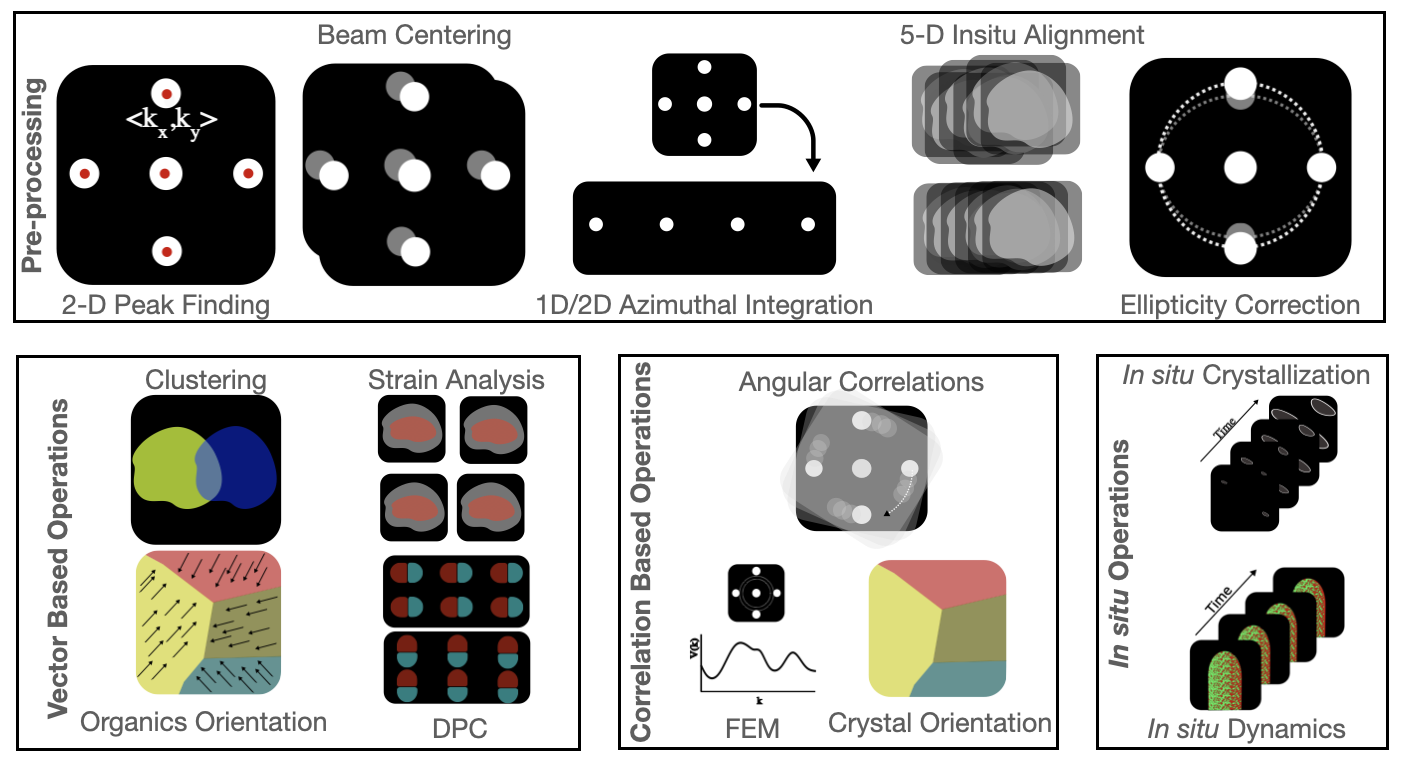 Pre-processing
Beam Centering
5-D Insitu Alignment
<kx,ky>
2-D Peak Finding
1D/2D Azimuthal Integration
Ellipticity Correction
Vector Based Operations
Clustering
Strain Analysis
Organics Orientation
DPC
Correlation Based Operations
Angular Correlations
V(k)
k
FEM
Crystal Orientation
In situ Operations
In situ Crystallization
Time
Time
In situ Dynamics